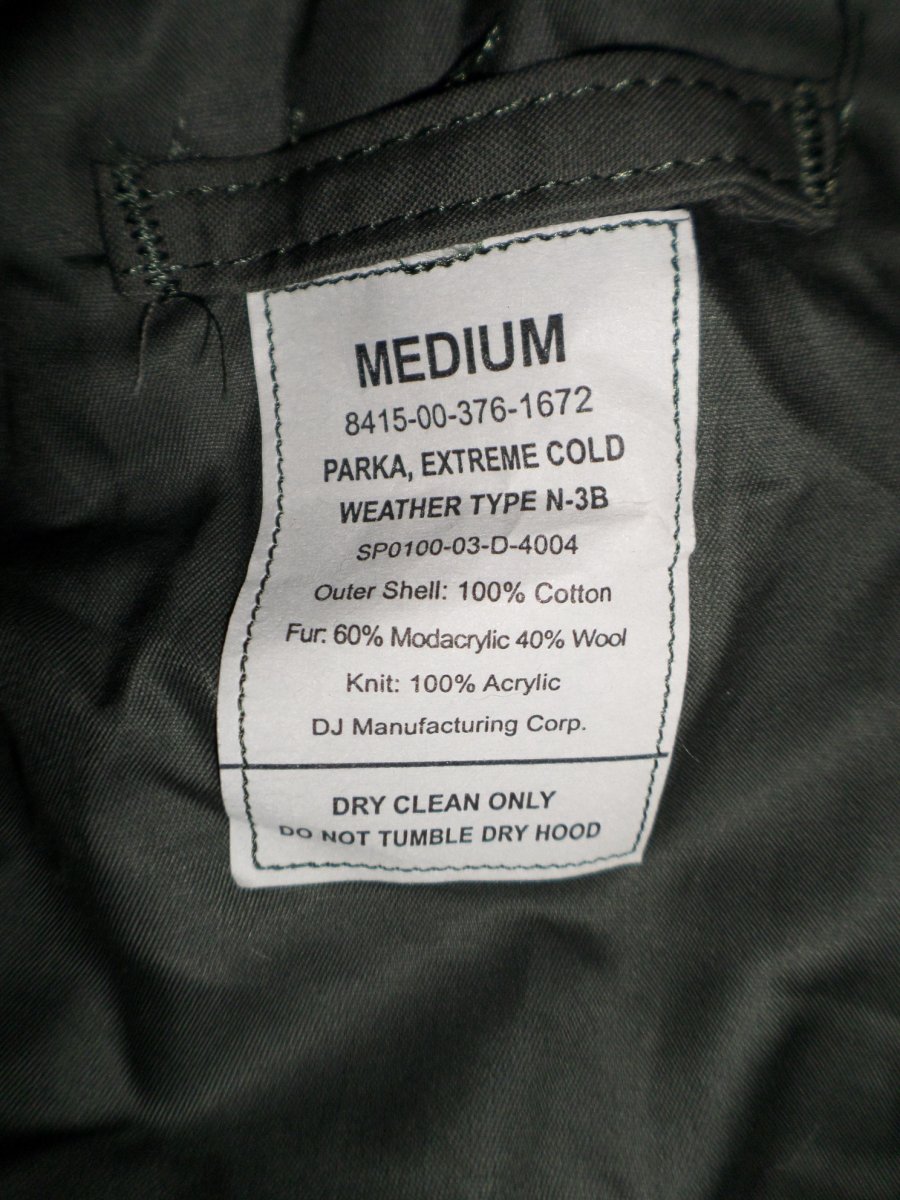 MEDIUM
8415-00-376-1672
PARKA, EXTREME COLD
WEATHER TYPE N-3B
SP0100-03-D-4004
Outer Shell: 100% Cotton
Fur: 60% Modacrylic 40% Wool
Knit: 100% Acrylic
DJ Manufacturing Corp.
DRY CLEAN ONLY
DO NOT TUMBLE DRY HOOD